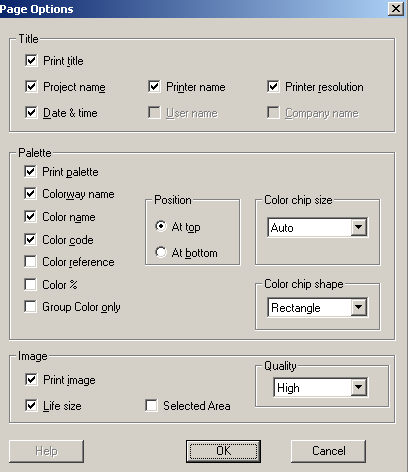 Page Options
Title
Print title
Project name Printer name Printer resolution
Date & time User name Company name
Palette
Print palette
Colorway name
Color name
Color code
Color reference
Color %
Group Color only
Position
At top
At bottom
Color chip size
Auto
Color chip shape
Rectangle
Image
Print image
Life size Selected Area
Quality
High
Help OK Cancel